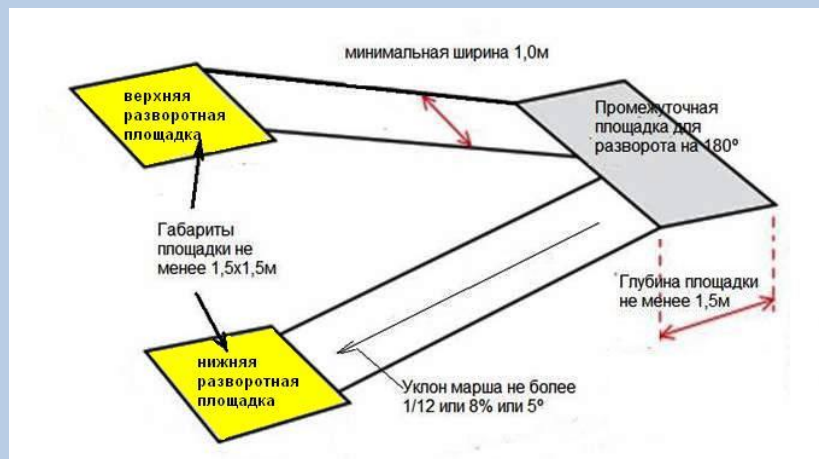 минимальная ширина 1,0м
верхняя
разворотная
площадка
Промежуточная
площадка для
разворота на 180º
Габариты
площадки не
менее 1,5х1,5м
Глубина площадки
не менее 1,5м
нижняя
разворотная
площадка
Уклон марша не более
1/12 или 8% или 5º